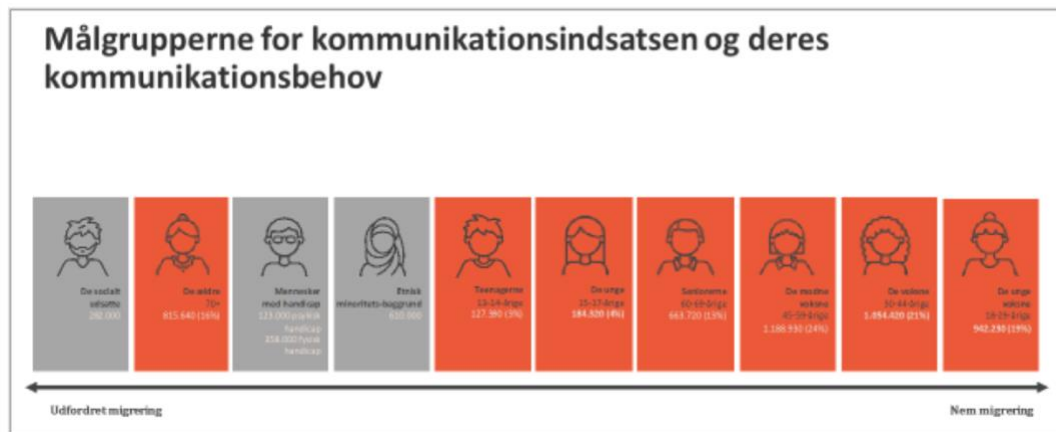 Målgrupperne for kommunikationsindsatsen og deres
kommunikationsbehov
De socialt
udsatte
De ældre
70+
815.640 (16%)
Mennesker
med handicap
123.000 psykisk
handicap
358.000 fysisk
handicap
Etnisk
minoritets-baggrund
610.000
Teenagerne
13-14-årige
127.390 (3%)
De unge
15-17-årige
184.320 (4%)
Seniorerne
60-69-årige
663.720 (13%)
De modne
voksne
45-59-årige
1.188.930 (24%)
De voksne
30-44-årige
1.034.420 (21%)
De unge
voksne
18-29-årige
942.230 (19%)
Udfordret migrering
Nem migrering